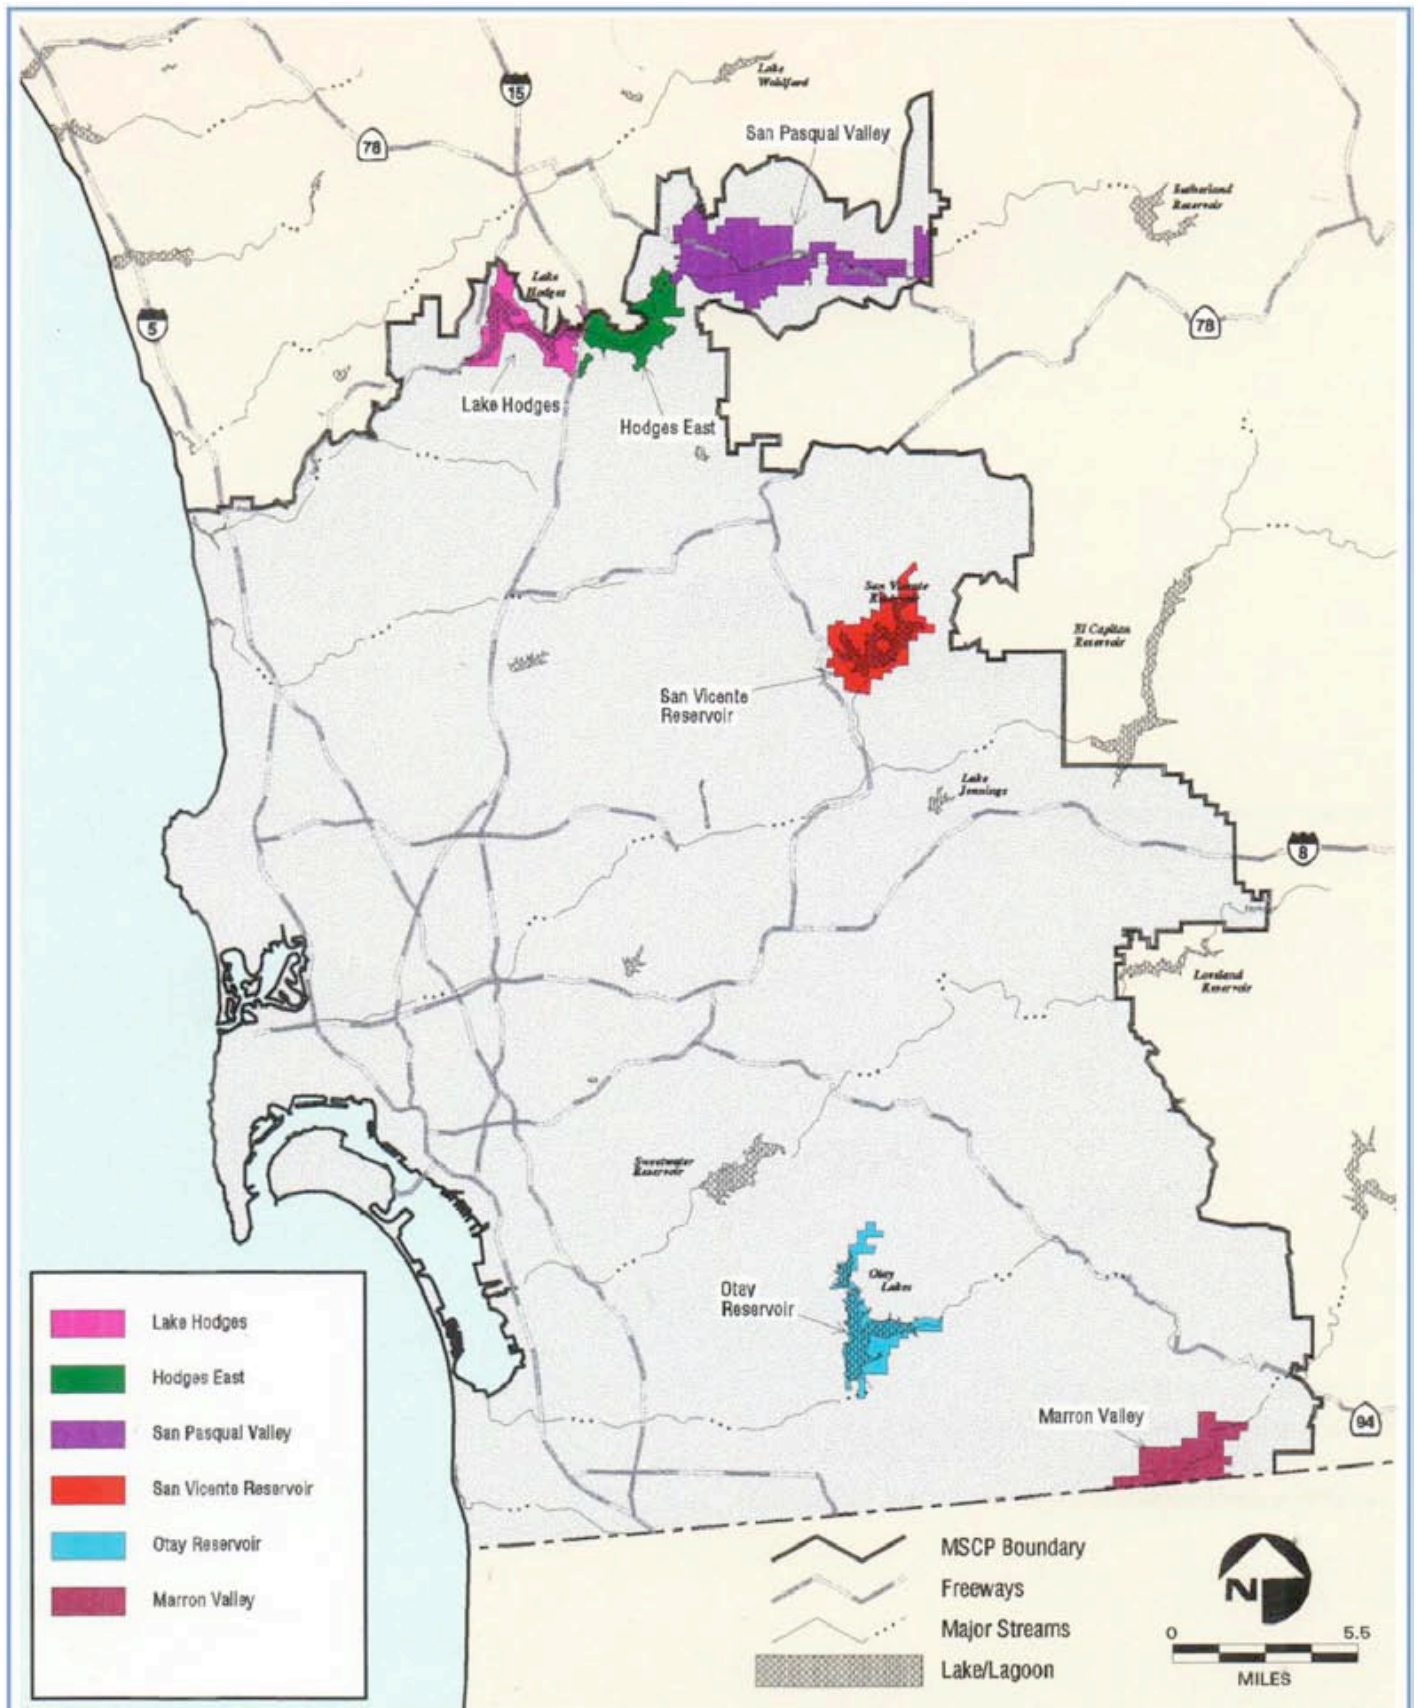 Lake
Wohlford
15
San Pasqual Valley
78
Sutherland
Reservoir
Lake
Hodges
5
78
Lake Hodges
Hodges East
San Vicente
Reservoir
El Capitan
Reservoir
San Vicente
Reservoir
Lake
Jennings
8
Loveland
Reservoir
Sweetwater
Reservoir
Otay
Lakes
Otay
Reservoir
Marron Valley
94
Lake Hodges
Hodges East
San Pasqual Valley
San Vicente Reservoir
Otay Reservoir
Marron Valley
MSCP Boundary
Freeways
Major Streams
Lake/Lagoon
N
0 5.5
MILES